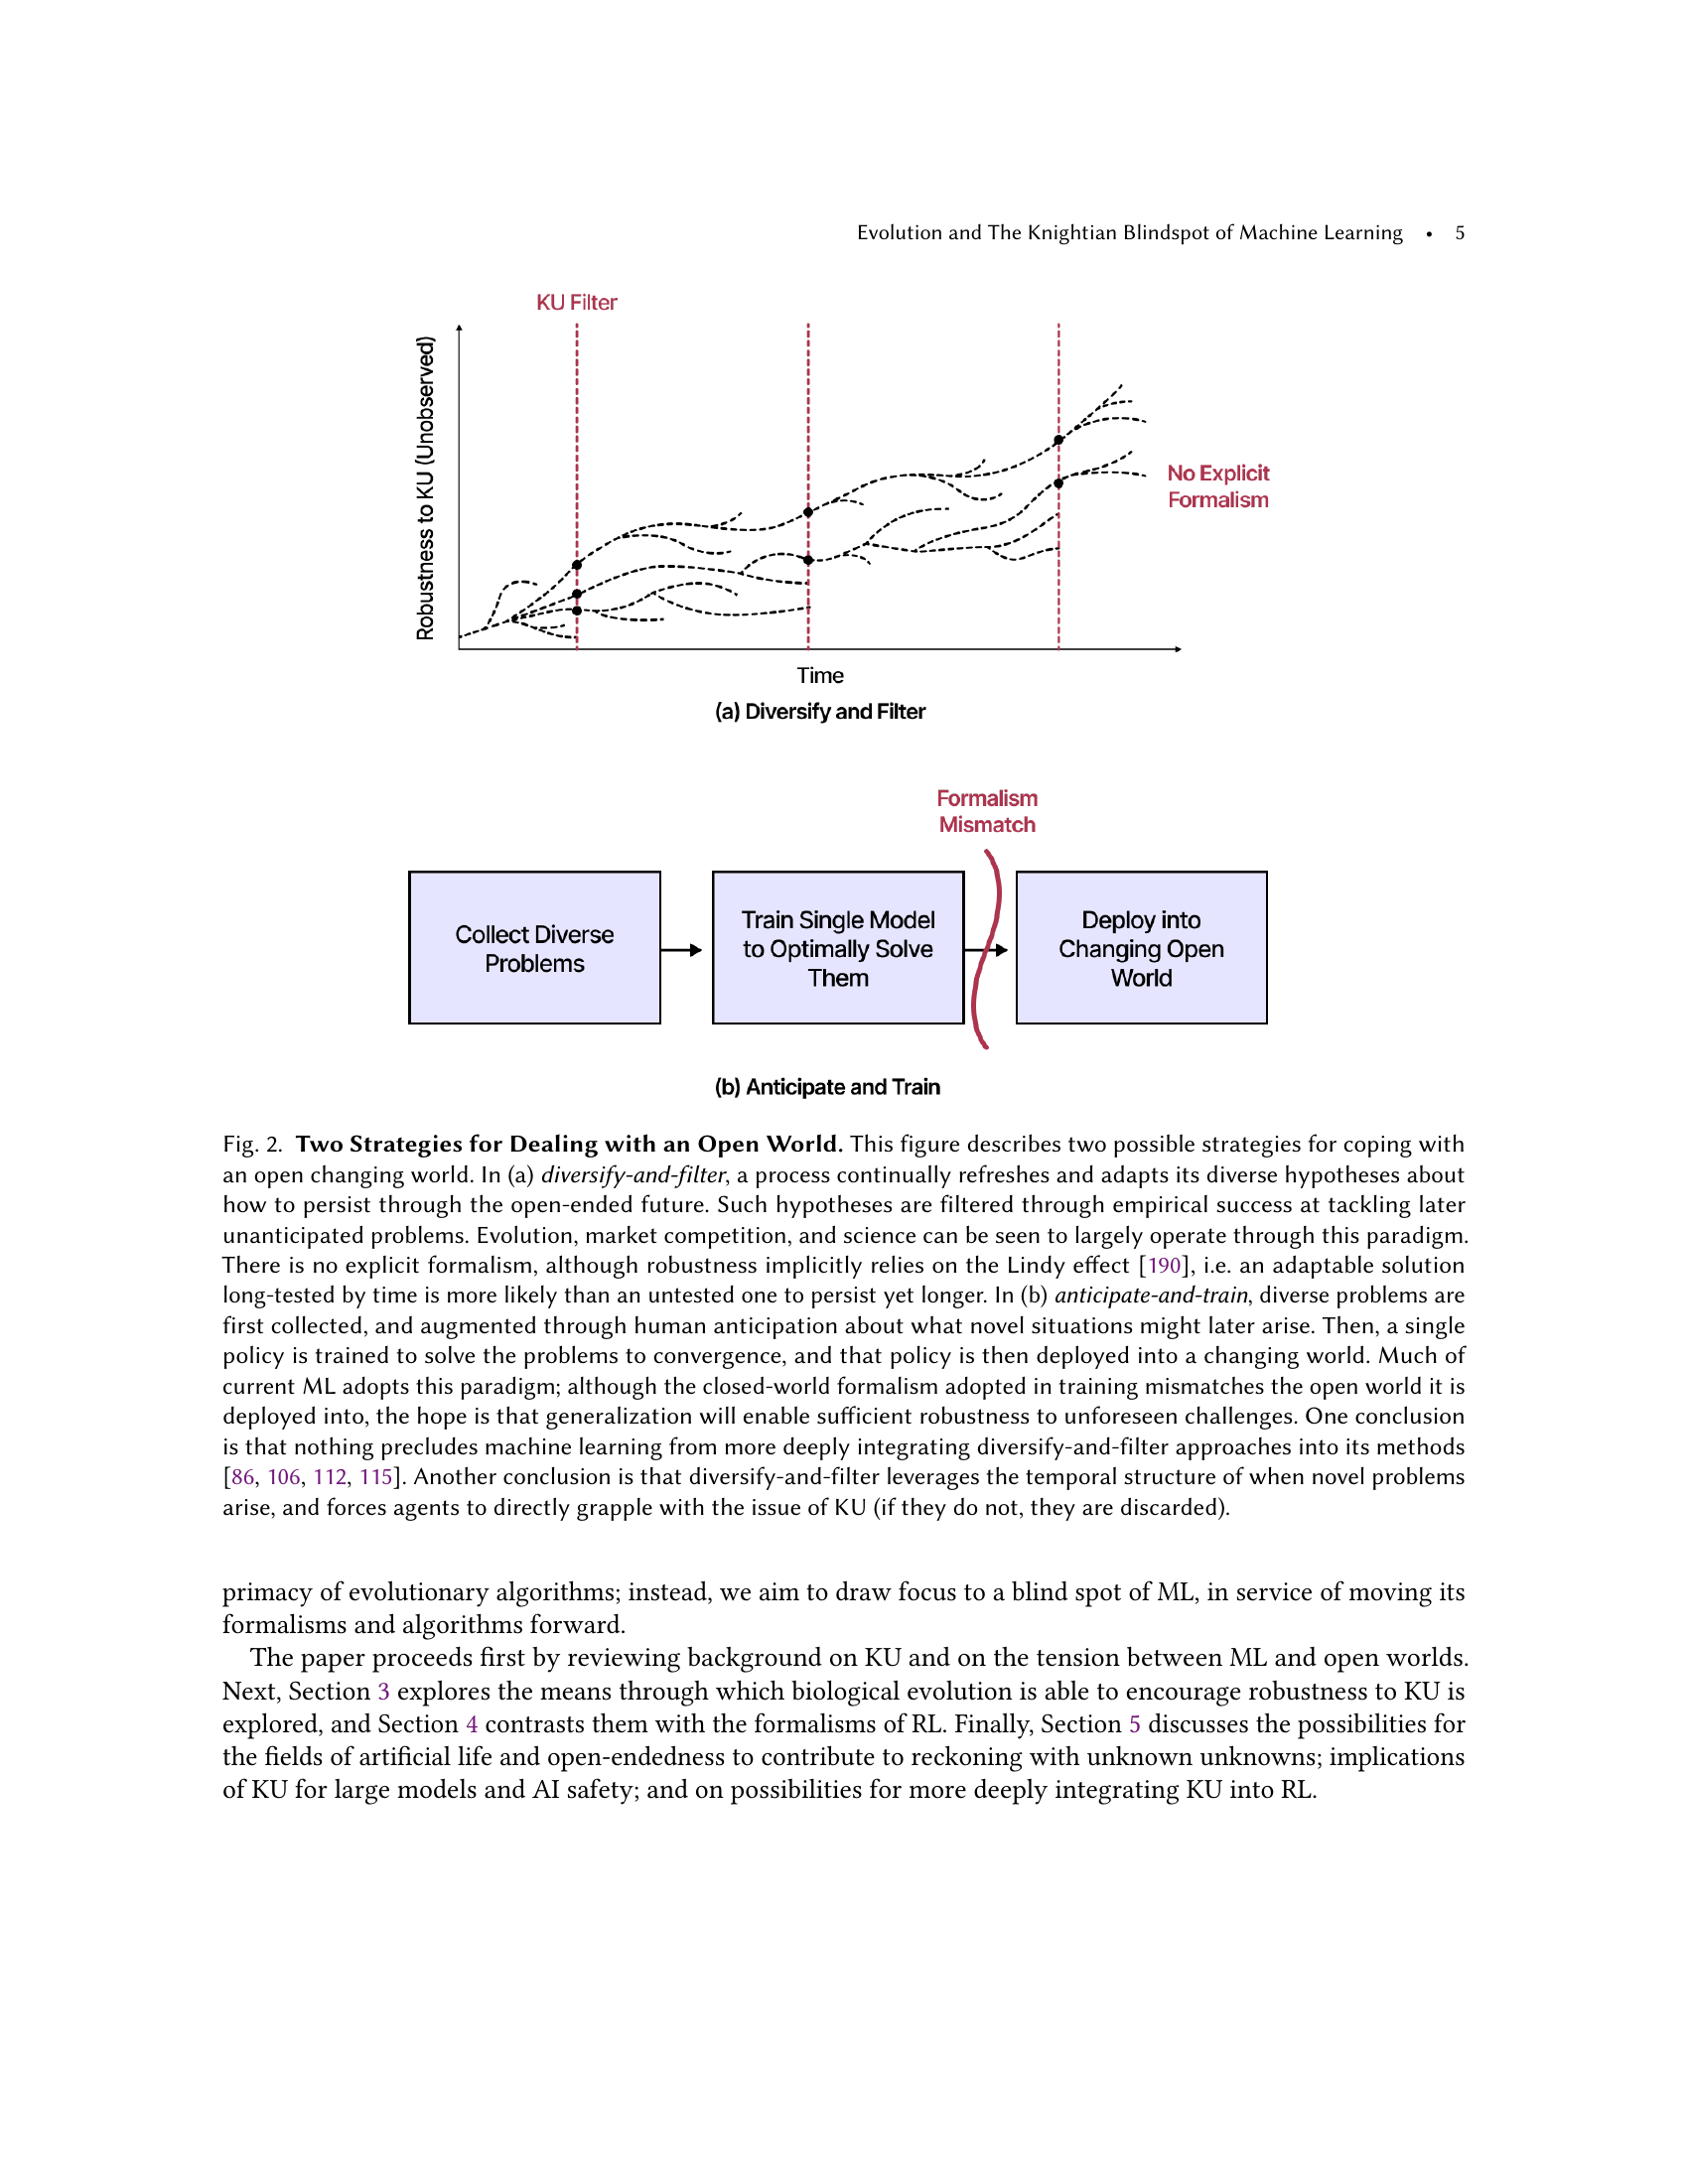 Evolution and The Knightian Blindspot of Machine Learning • 5
KU Filter
Robustness to KU (Unobserved)
No Explicit
Formalism
Time
(a) Diversify and Filter
Formalism
Mismatch
Collect Diverse
Problems
Train Single Model
to Optimally Solve
Them
Deploy into
Changing Open
World
(b) Anticipate and Train
Fig. 2. Two Strategies for Dealing with an Open World. This figure describes two possible strategies for coping with
an open changing world. In (a) diversify-and-filter, a process continually refreshes and adapts its diverse hypotheses about
how to persist through the open-ended future. Such hypotheses are filtered through empirical success at tackling later
unanticipated problems. Evolution, market competition, and science can be seen to largely operate through this paradigm.
There is no explicit formalism, although robustness implicitly relies on the Lindy effect [190], i.e. an adaptable solution
long-tested by time is more likely than an untested one to persist yet longer. In (b) anticipate-and-train, diverse problems are
first collected, and augmented through human anticipation about what novel situations might later arise. Then, a single
policy is trained to solve the problems to convergence, and that policy is then deployed into a changing world. Much of
current ML adopts this paradigm; although the closed-world formalism adopted in training mismatches the open world it is
deployed into, the hope is that generalization will enable sufficient robustness to unforeseen challenges. One conclusion
is that nothing precludes machine learning from more deeply integrating diversify-and-filter approaches into its methods
[86, 106, 112, 115]. Another conclusion is that diversify-and-filter leverages the temporal structure of when novel problems
arise, and forces agents to directly grapple with the issue of KU (if they do not, they are discarded).
primacy of evolutionary algorithms; instead, we aim to draw focus to a blind spot of ML, in service of moving its
formalisms and algorithms forward.
The paper proceeds first by reviewing background on KU and on the tension between ML and open worlds.
Next, Section 3 explores the means through which biological evolution is able to encourage robustness to KU is
explored, and Section 4 contrasts them with the formalisms of RL. Finally, Section 5 discusses the possibilities for
the fields of artificial life and open-endedness to contribute to reckoning with unknown unknowns; implications
of KU for large models and AI safety; and on possibilities for more deeply integrating KU into RL.